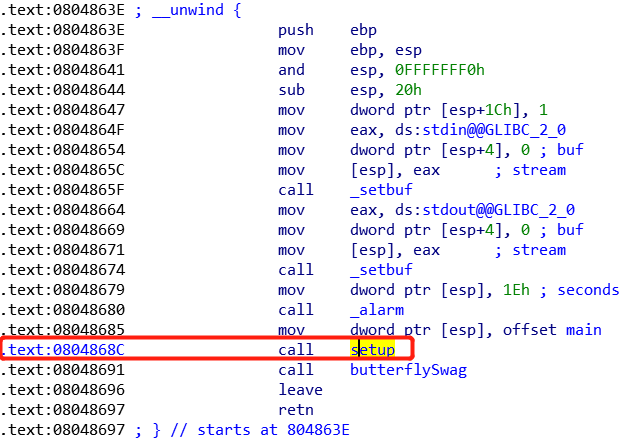 .text:0804863E ; __unwind {
.text:0804863E push ebp
.text:0804863F mov ebp, esp
.text:08048641 and esp, 0FFFFFFF0h
.text:08048644 sub esp, 20h
.text:08048647 mov dword ptr [esp+1Ch], 1
.text:0804864F mov eax, ds:stdin@@GLIBC_2_0
.text:08048654 mov dword ptr [esp+4], 0 ; buf
.text:0804865C mov [esp], eax ; stream
.text:0804865F call _setbuf
.text:08048664 mov eax, ds:stdout@@GLIBC_2_0
.text:08048669 mov dword ptr [esp+4], 0 ; buf
.text:08048671 mov [esp], eax ; stream
.text:08048674 call _setbuf
.text:08048679 mov dword ptr [esp], 1Eh ; seconds
.text:08048680 call _alarm
.text:08048685 mov dword ptr [esp], offset main
.text:0804868C call setup
.text:08048691 call butterflySwag
.text:08048696 leave
.text:08048697 retn
.text:08048697 ; } // starts at 804863E